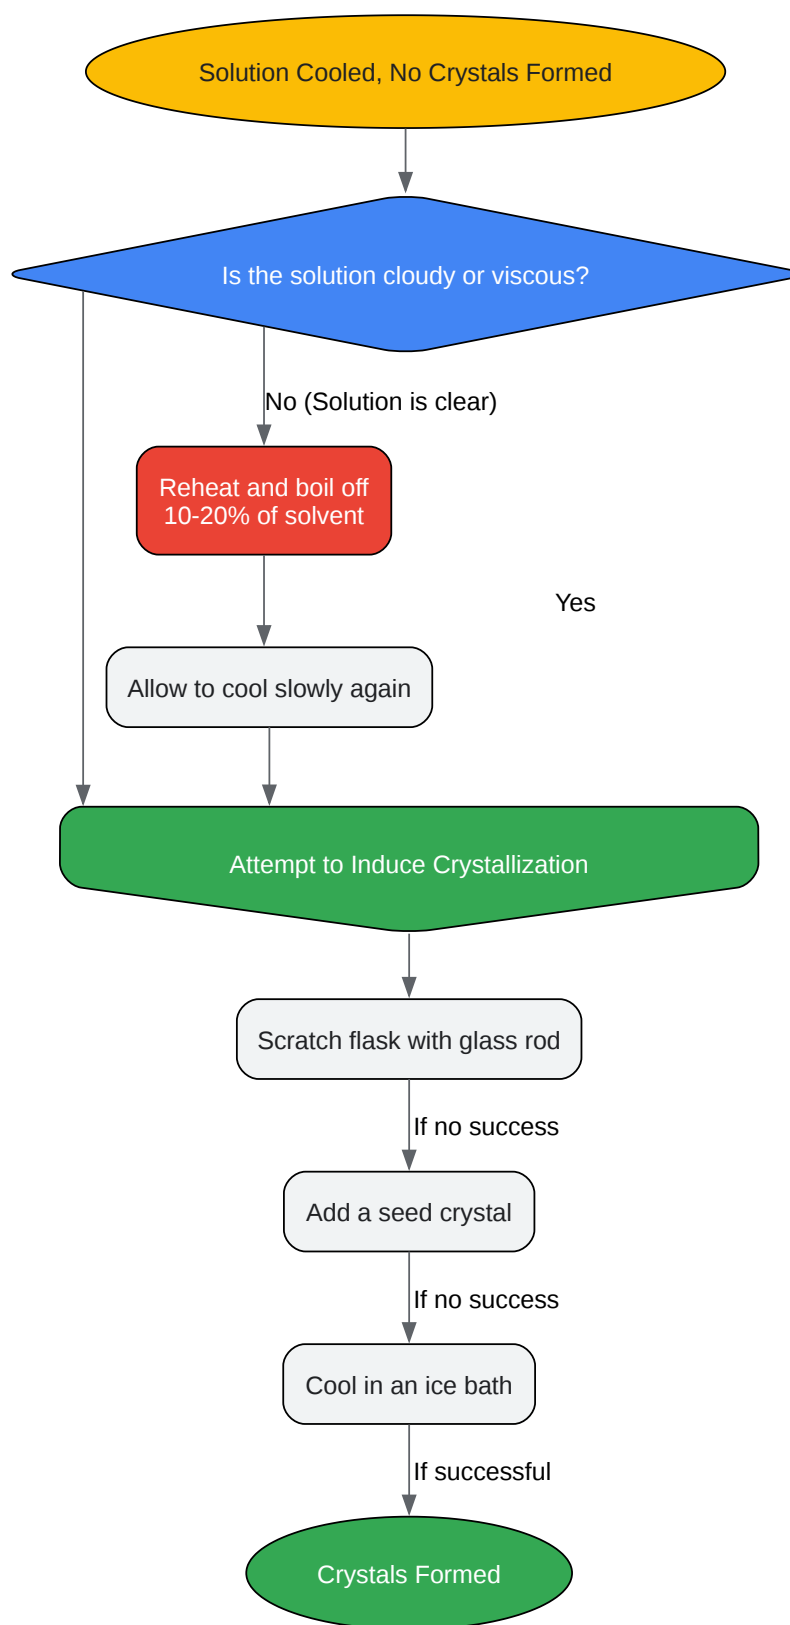 Solution Cooled, No Crystals Formed
Is the solution cloudy or viscous?
No (Solution is clear)
Reheat and boil off
10-20% of solvent
Yes
Allow to cool slowly again
Attempt to Induce Crystallization
Scratch flask with glass rod
If no success
Add a seed crystal
If no success
Cool in an ice bath
If successful
Crystals Formed